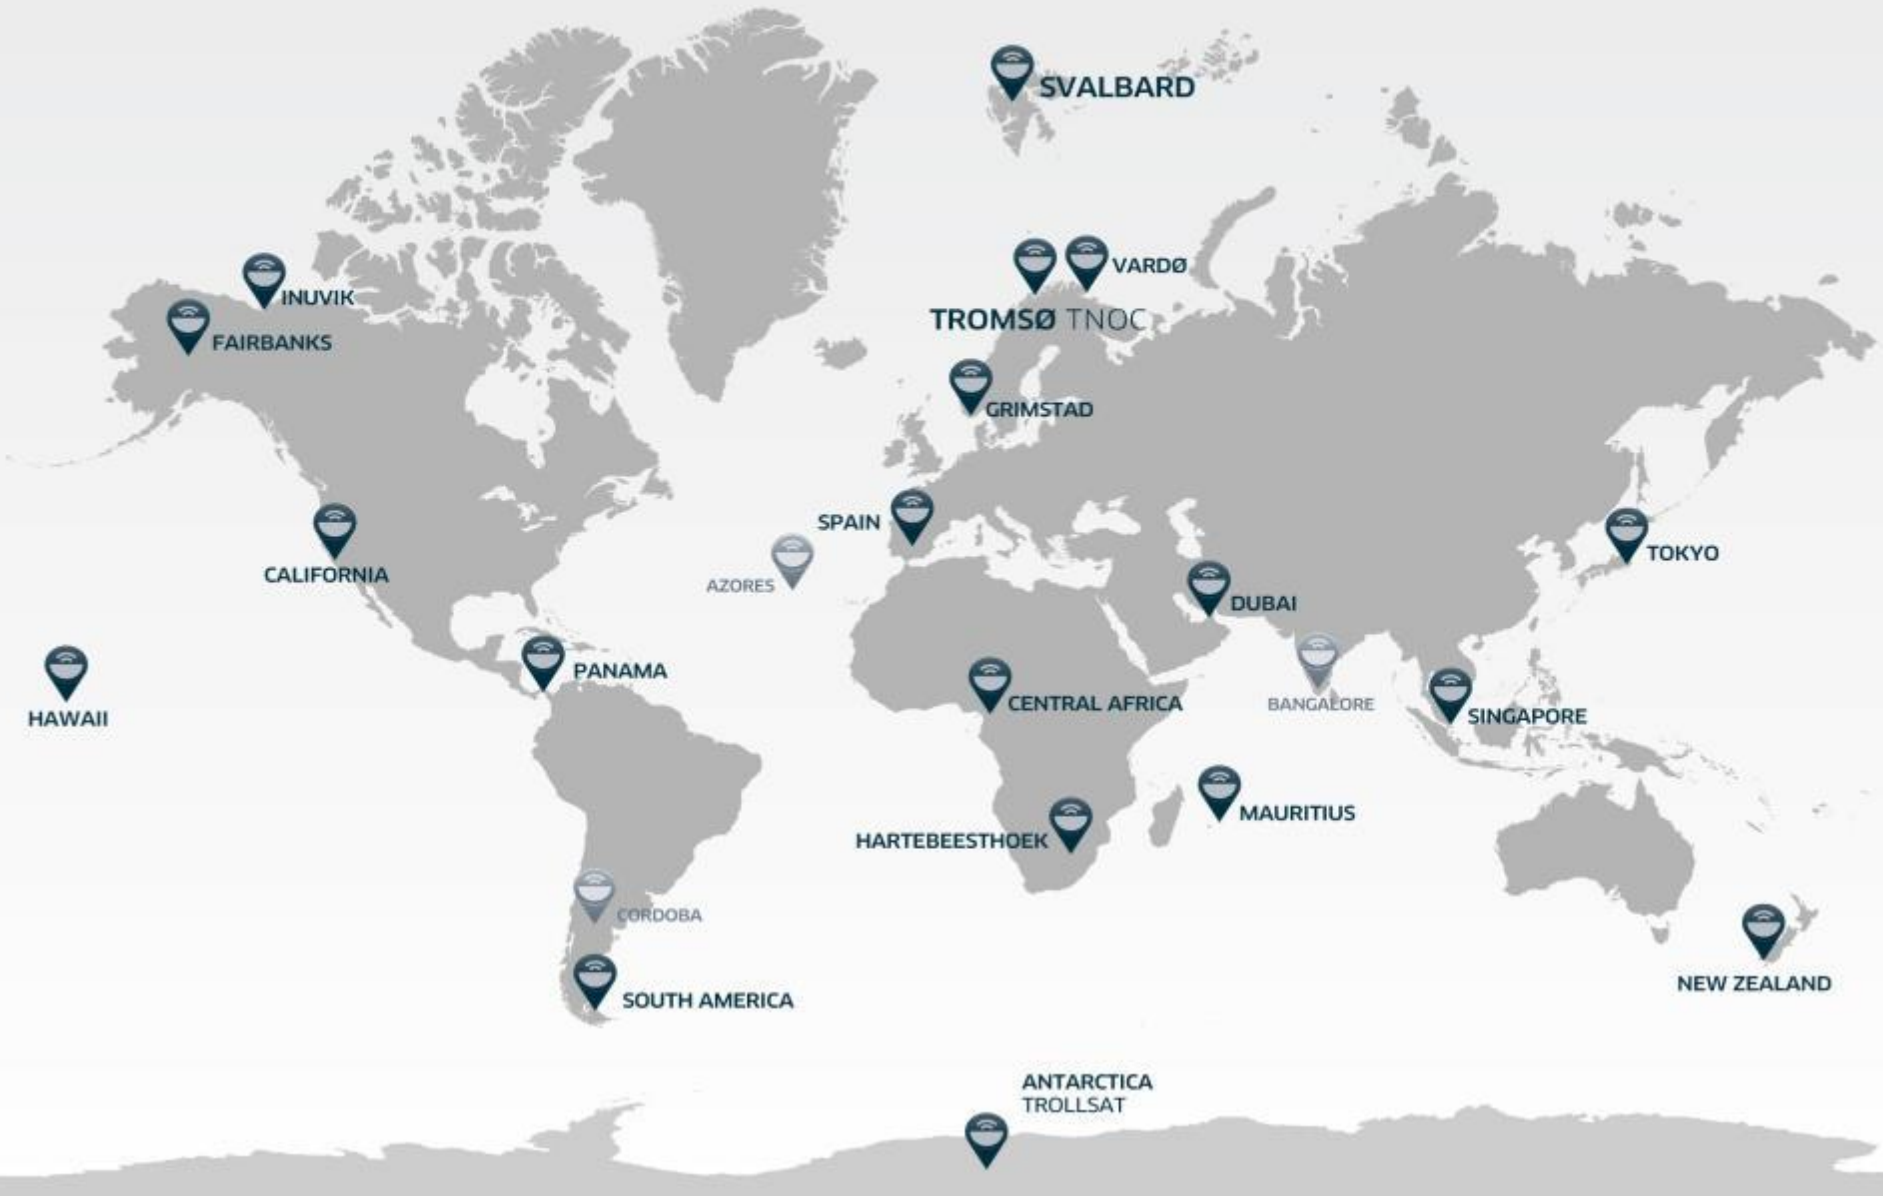 SVALBARD
VARDØ
INUVIK
TROMSØ TNOC
FAIRBANKS
GRIMSTAD
SPAIN
TOKYO
CALIFORNIA
AZORES
DUBAI
PANAMA
CENTRAL AFRICA
BANGALORE
HAWAII
SINGAPORE
MAURITIUS
HARTEBEESTHOEK
CORDOBA
NEW ZEALAND
SOUTH AMERICA
ANTARCTICA
TROLLSAT